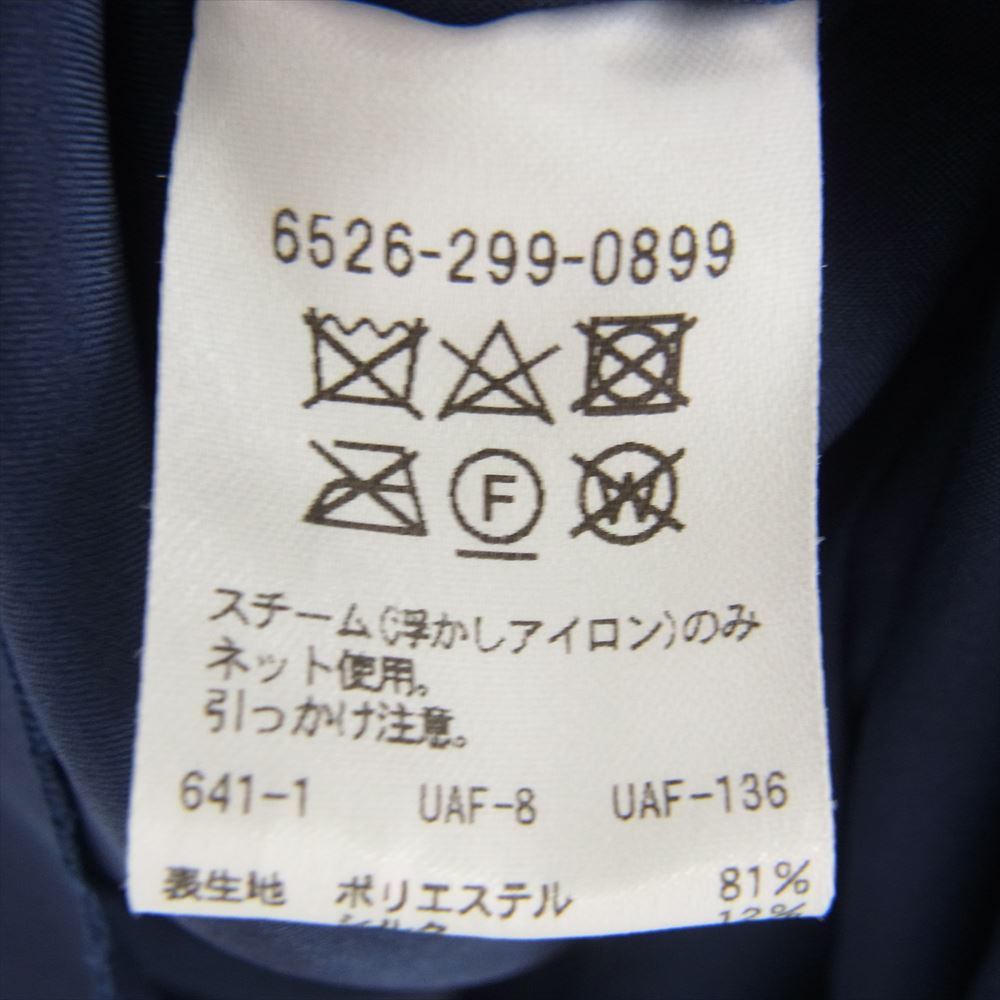 6526-299-0899
F
W
スチーム(浮かしアイロン)のみ
ネット使用。
引っかけ注意。
641-1 UAF-8 UAF-136
表生地 ポリエステル 81%